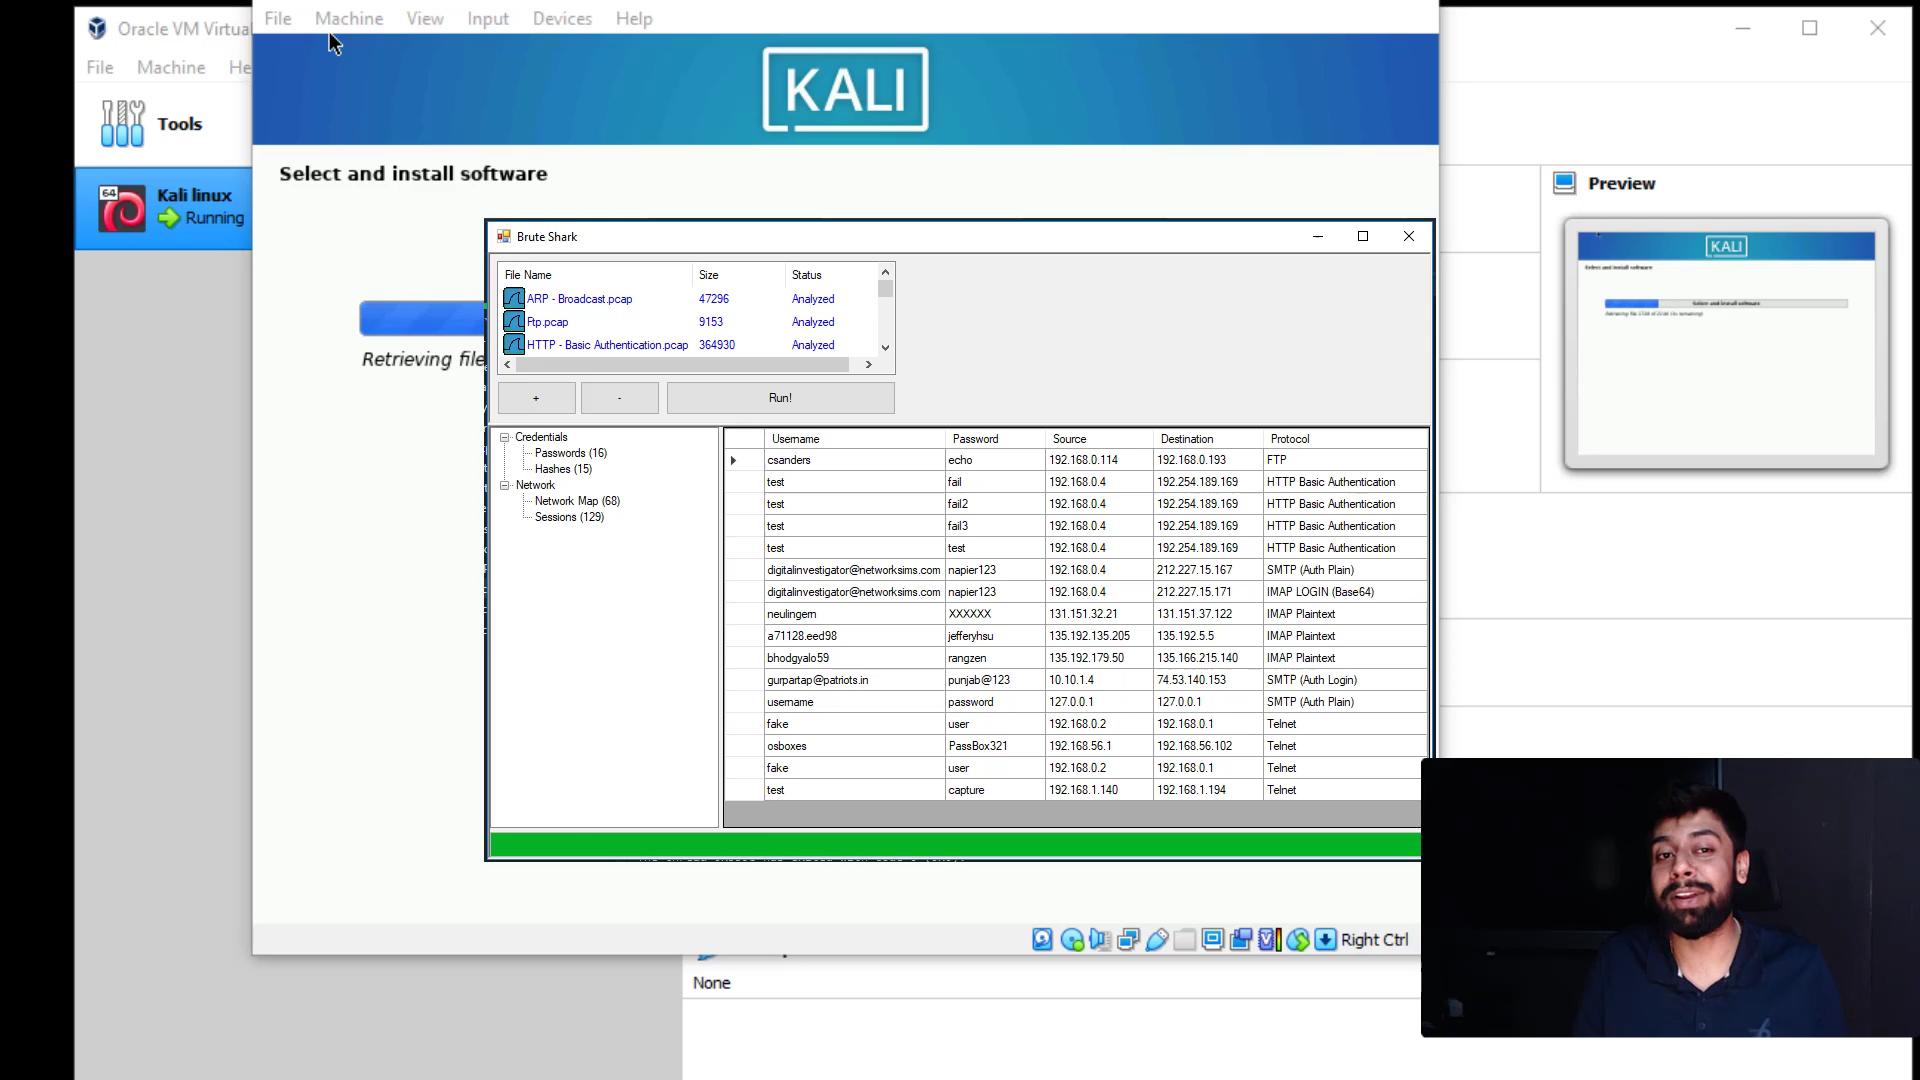 Oracle VM Virtual
File Machine He
Tools
64
Kali linux
Running
File Machine View Input Devices Help
KALI
Select and install software
Retrieving file
Brute Shark
File Name Size Status
ARP - Broadcast.pcap 47296 Analyzed
Ftp.pcap 9153 Analyzed
HTTP - Basic Authentication.pcap 364930 Analyzed
+ - Run!
Credentials
Passwords (16)
Hashes (15)
Network
Network Map (68)
Sessions (129)
Username Password Source Destination Protocol
csanders echo 192.168.0.114 192.168.0.193 FTP
test fail 192.168.0.4 192.254.189.169 HTTP Basic Authentication
test fail2 192.168.0.4 192.254.189.169 HTTP Basic Authentication
test fail3 192.168.0.4 192.254.189.169 HTTP Basic Authentication
test test 192.168.0.4 192.254.189.169 HTTP Basic Authentication
digitalinvestigator@networksims.com napier123 192.168.0.4 212.227.15.167 SMTP (Auth Plain)
digitalinvestigator@networksims.com napier123 192.168.0.4 212.227.15.171 IMAP LOGIN (Base64)
neulingern XXXXXX 131.151.32.21 131.151.37.122 IMAP Plaintext
a71128.eed98 jefferyhsu 135.192.135.205 135.192.5.5 IMAP Plaintext
bhodgyalo59 rangzen 135.192.179.50 135.166.215.140 IMAP Plaintext
gurpartap@patriots.in punjab@123 10.10.1.4 74.53.140.153 SMTP (Auth Login)
username password 127.0.0.1 127.0.0.1 SMTP (Auth Plain)
fake user 192.168.0.2 192.168.0.1 Telnet
osboxes PassBox321 192.168.56.1 192.168.56.102 Telnet
fake user 192.168.0.2 192.168.0.1 Telnet
test capture 192.168.1.140 192.168.1.194 Telnet
Right Ctrl
None
Preview
KALI
Select and install software
Select and install software